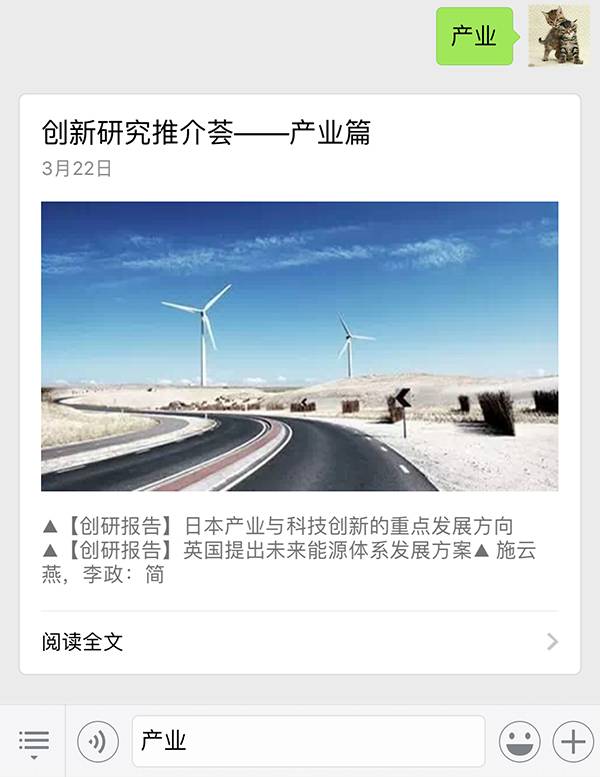 产业
创新研究推介荟——产业篇
3月22日
▲【创研报告】日本产业与科技创新的重点发展方向
▲【创研报告】英国提出未来能源体系发展方案▲ 施云
燕，李政：简
阅读全文
产业